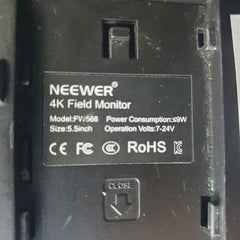 NEEWER®
4K Field Monitor
Model:FW568 Power Consumption:≤9W
Size:5.5inch Operation Volts:7-24V
CE FC RoHS
CLOSE